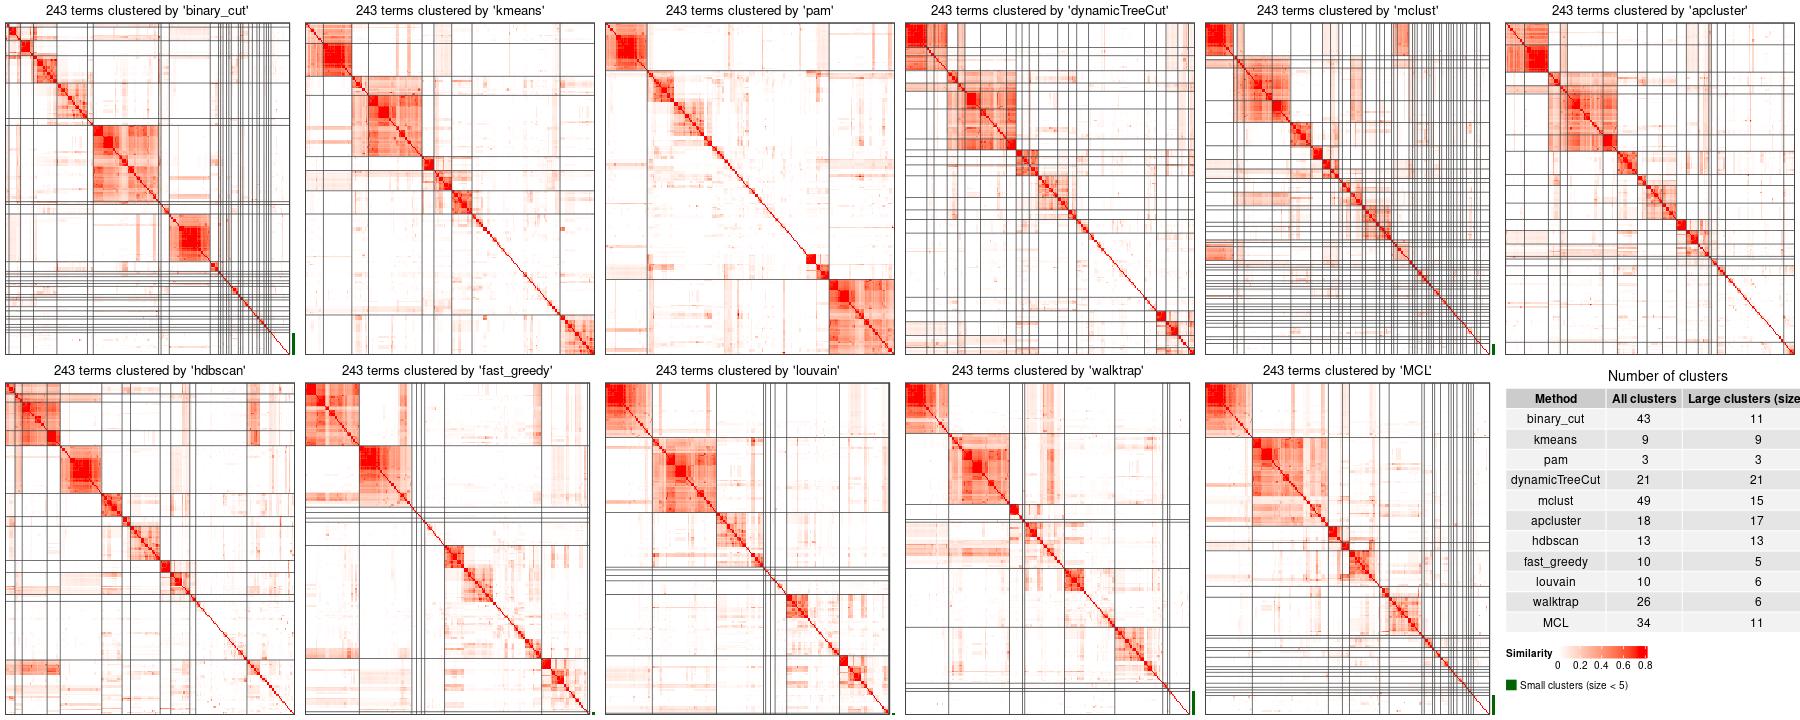 243 terms clustered by 'binary_cut'
243 terms clustered by 'kmeans'
243 terms clustered by 'pam'
243 terms clustered by 'dynamicTreeCut'
243 terms clustered by 'mclust'
243 terms clustered by 'apcluster'
243 terms clustered by 'hdbscan'
243 terms clustered by 'fast_greedy'
243 terms clustered by 'louvain'
243 terms clustered by 'walktrap'
243 terms clustered by 'MCL'
Number of clusters
Method All clusters Large clusters (size
binary_cut 43 11
kmeans 9 9
pam 3 3
dynamicTreeCut 21 21
mclust 49 15
apcluster 18 17
hdbscan 13 13
fast_greedy 10 5
louvain 10 6
walktrap 26 6
MCL 34 11
Similarity
0 0.2 0.4 0.6 0.8
Small clusters (size < 5)